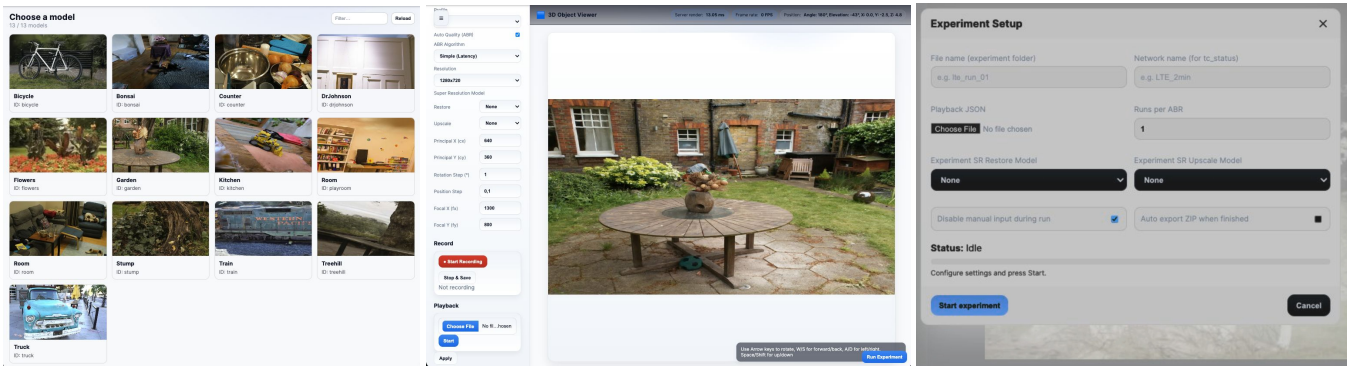 Choose a model
13 / 13 models
Filter...
Reload
Bicycle
ID: bicycle
Bonsai
ID: bonsai
Counter
ID: counter
DrJohnson
ID: drjohnson
Flowers
ID: flowers
Garden
ID: garden
Kitchen
ID: kitchen
Room
ID: playroom
Room
ID: room
Stump
ID: stump
WESTERN
Train
ID: train
Treehill
ID: treehill
Truck
ID: truck
Auto Quality (ABR)
ABR Algorithm
Simple (Latency)
Resolution
1280x720
Super Resolution Model
Restore
None
Upscale
None
Principal X (cx)
640
Principal Y (cy)
360
Rotation Step (°)
1
Position Step
0,1
Focal X (fx)
1300
Focal Y (fy)
800
Record
● Start Recording
Stop & Save
Not recording
Playback
Choose File
No fil...hosen
Start
Apply
3D Object Viewer
Frame rate: 0 FPS
Use Arrow keys to rotate, W/S for forward/back, A/D for left/right,
Space/Shift for up/down
Run Experiment
Experiment Setup
File name (experiment folder)
e.g. lte_run_01
Network name (for tc_status)
e.g. LTE_2min
Playback JSON
Choose File No file chosen
Runs per ABR
1
Experiment SR Restore Model
None
Experiment SR Upscale Model
None
Disable manual input during run
Auto export ZIP when finished
Status: Idle
Configure settings and press Start.
Start experiment
Cancel